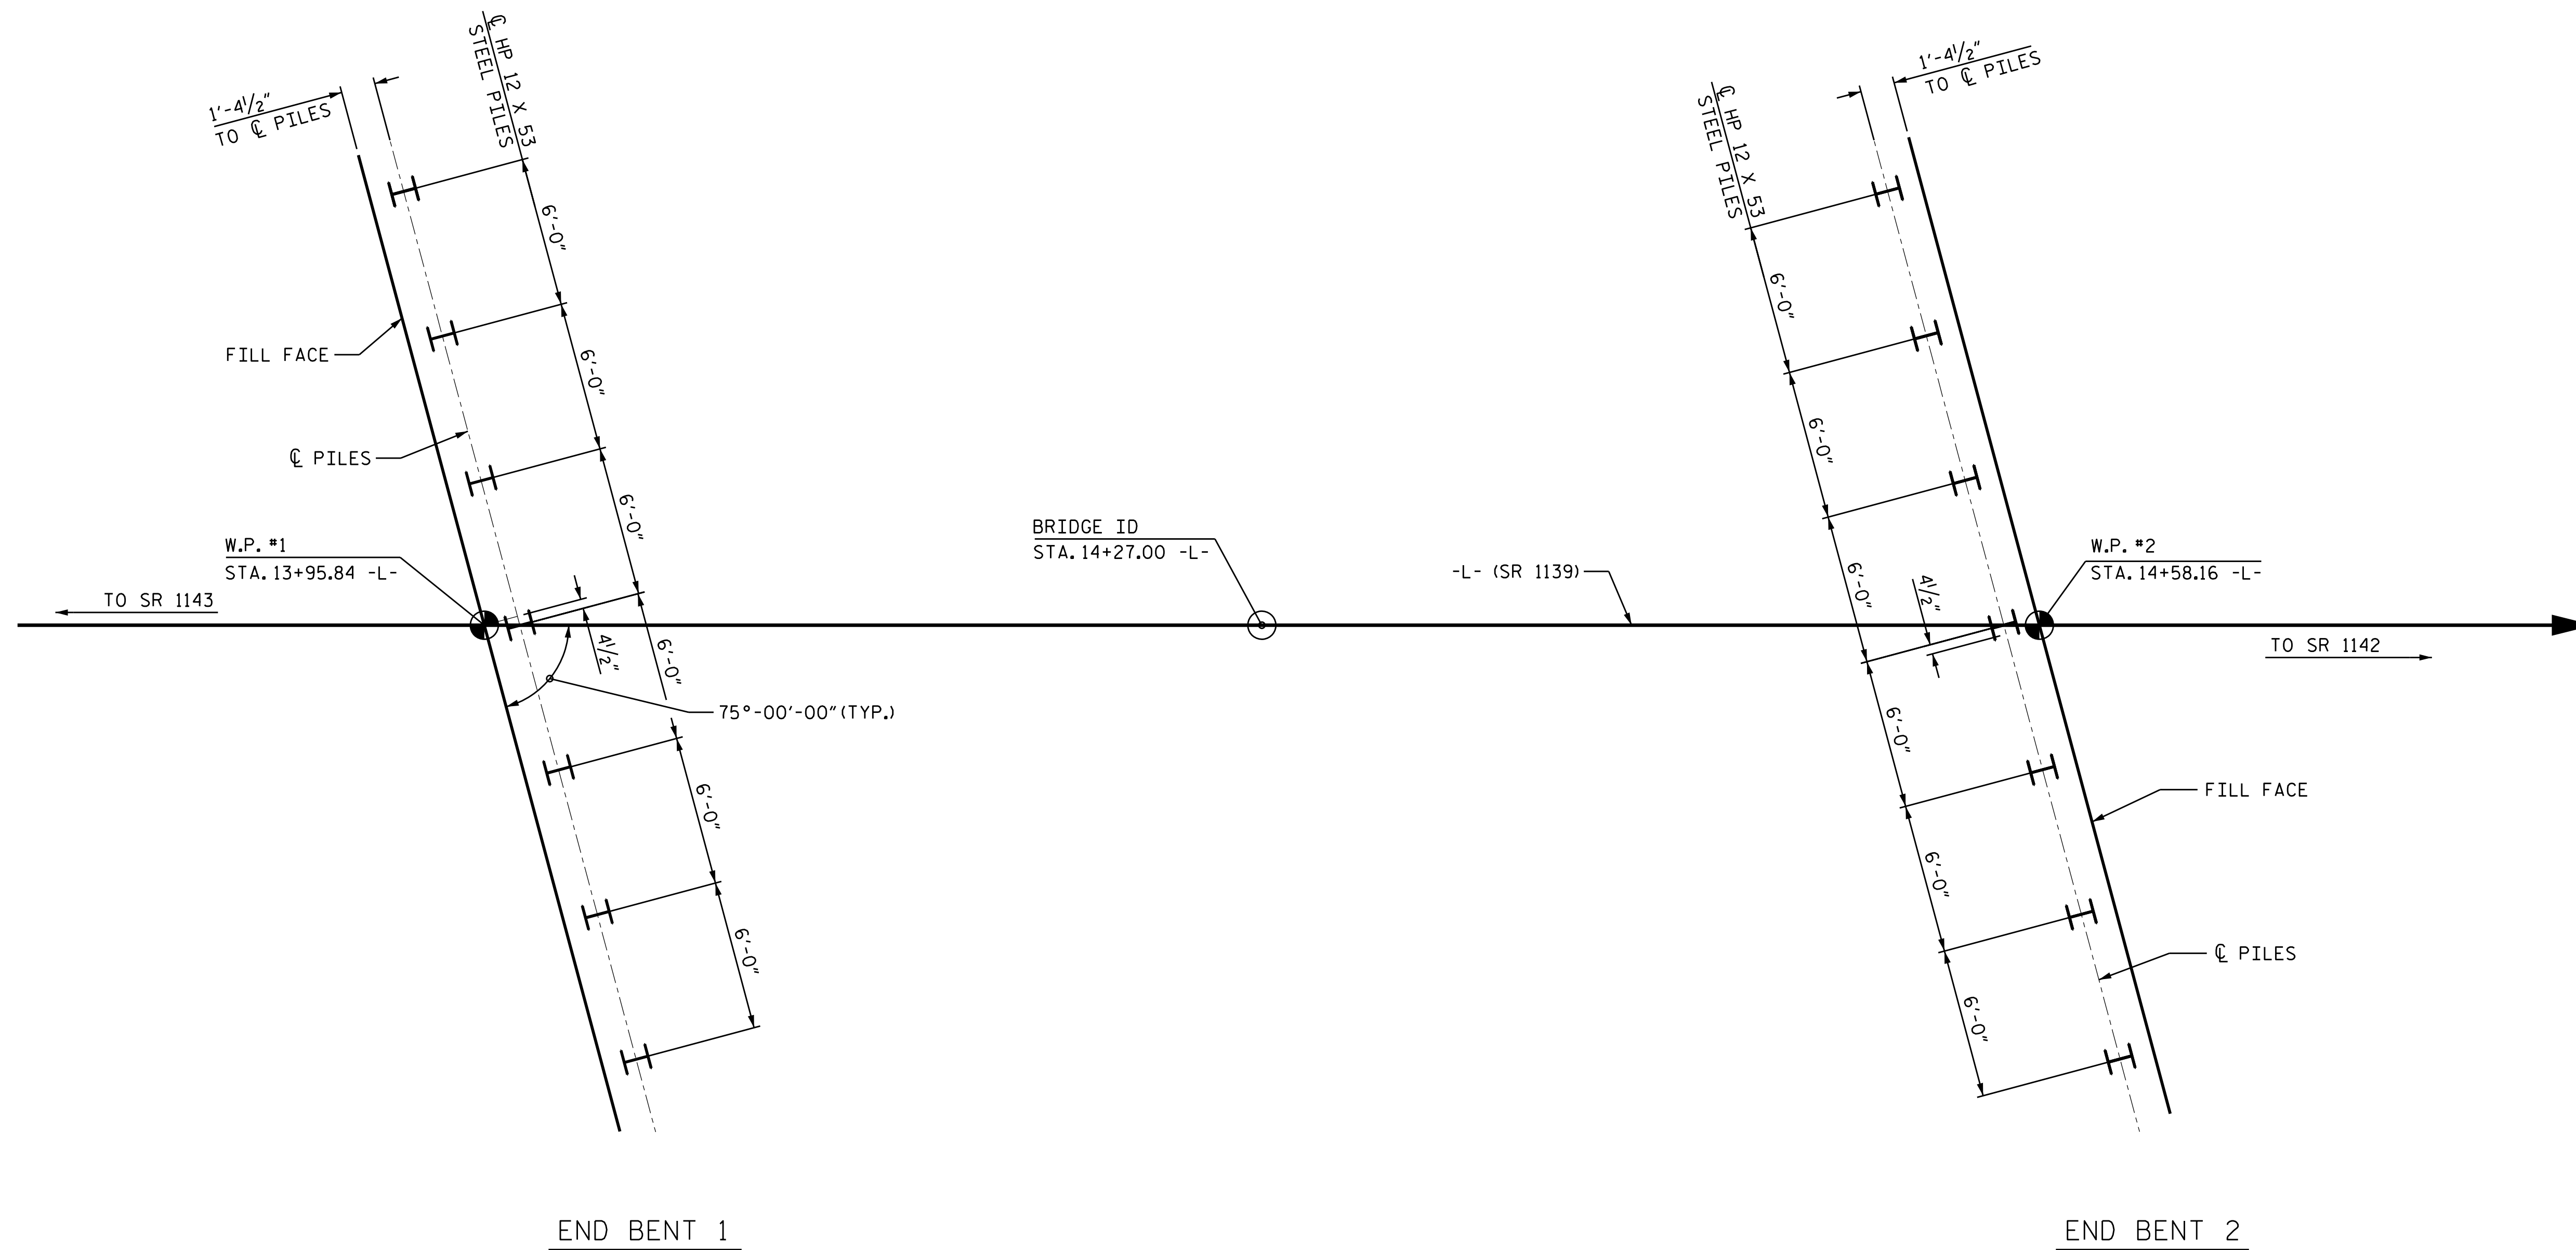 ℄ HP 12 X 53
STEEL PILES
1'-4½"
TO ℄ PILES
6'-0"
6'-0"
6'-0"
6'-0"
6'-0"
6'-0"
FILL FACE
℄ PILES
W.P. #1
STA. 13+95.84 -L-
TO SR 1143
4½"
75°-00'-00" (TYP.)
BRIDGE ID
STA. 14+27.00 -L-
-L- (SR 1139)
℄ HP 12 X 53
STEEL PILES
1'-4½"
TO ℄ PILES
6'-0"
6'-0"
6'-0"
6'-0"
6'-0"
6'-0"
4½"
W.P. #2
STA. 14+58.16 -L-
TO SR 1142
FILL FACE
℄ PILES
END BENT 1
END BENT 2